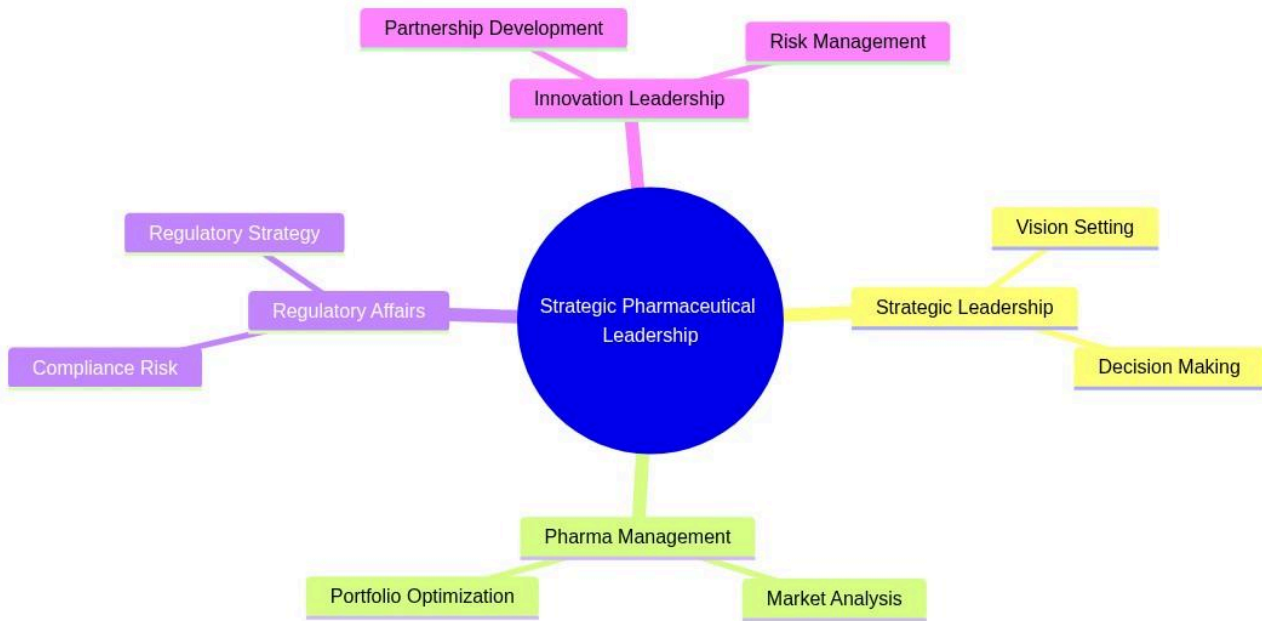 Partnership Development
Risk Management
Innovation Leadership
Regulatory Strategy
Vision Setting
Regulatory Affairs
Strategic Pharmaceutical
Leadership
Strategic Leadership
Compliance Risk
Decision Making
Pharma Management
Portfolio Optimization
Market Analysis